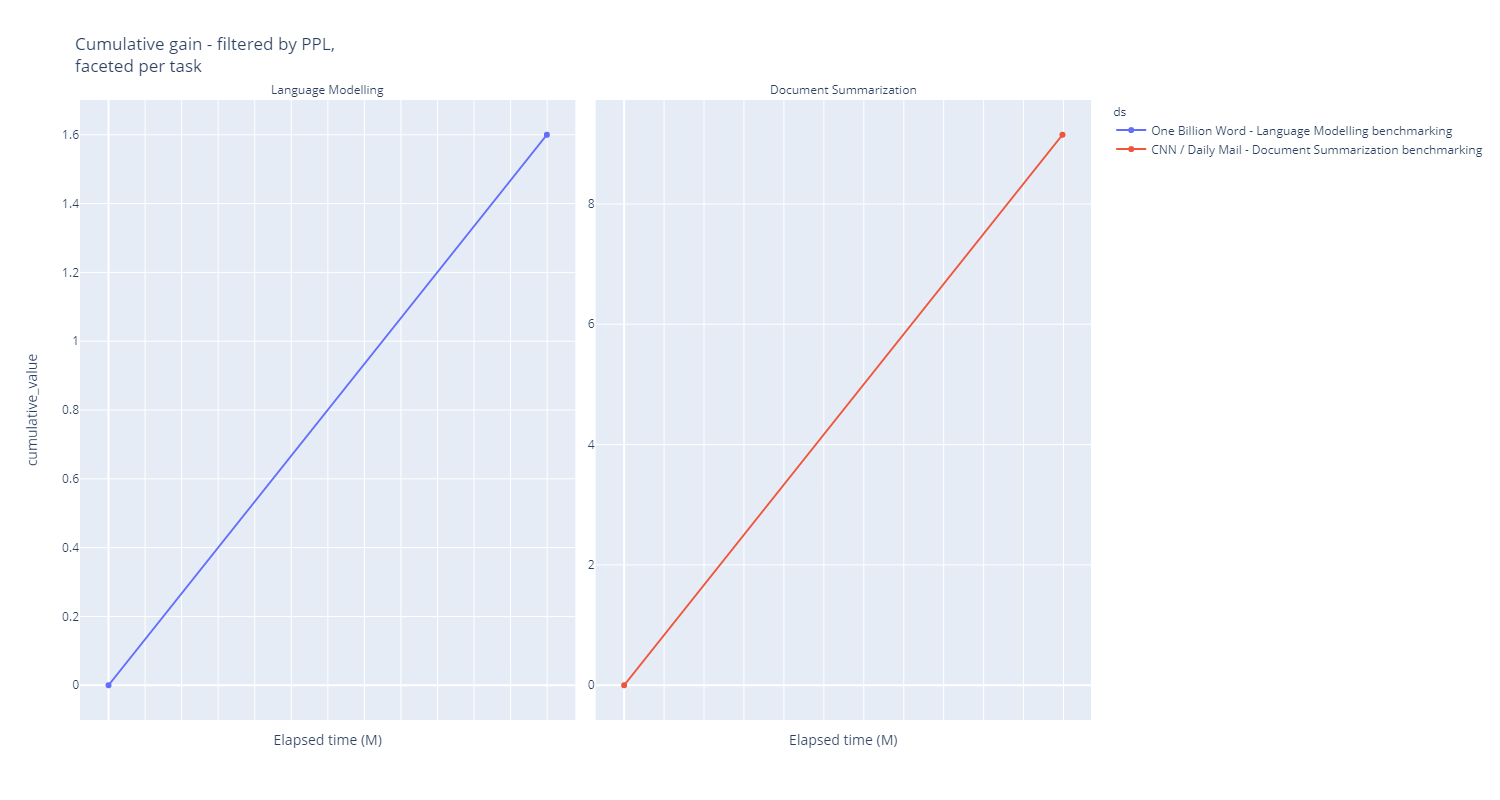 Cumulative gain - filtered by PPL,
faceted per task
Language Modelling
Document Summarization
ds
One Billion Word - Language Modelling benchmarking
CNN / Daily Mail - Document Summarization benchmarking
cumulative_value
1.6
1.4
1.2
1
0.8
0.6
0.4
0.2
0
8
6
4
2
0
Elapsed time (M)
Elapsed time (M)